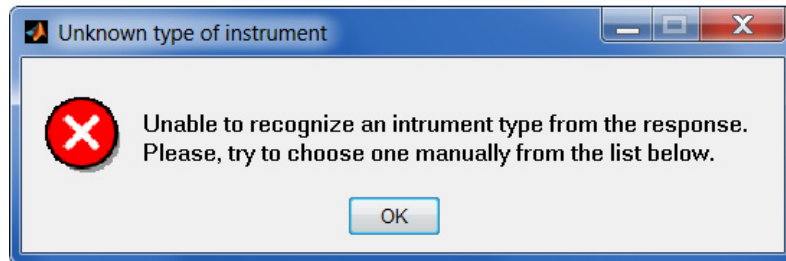 Unknown type of instrument
Unable to recognize an intrument type from the response.
Please, try to choose one manually from the list below.
OK